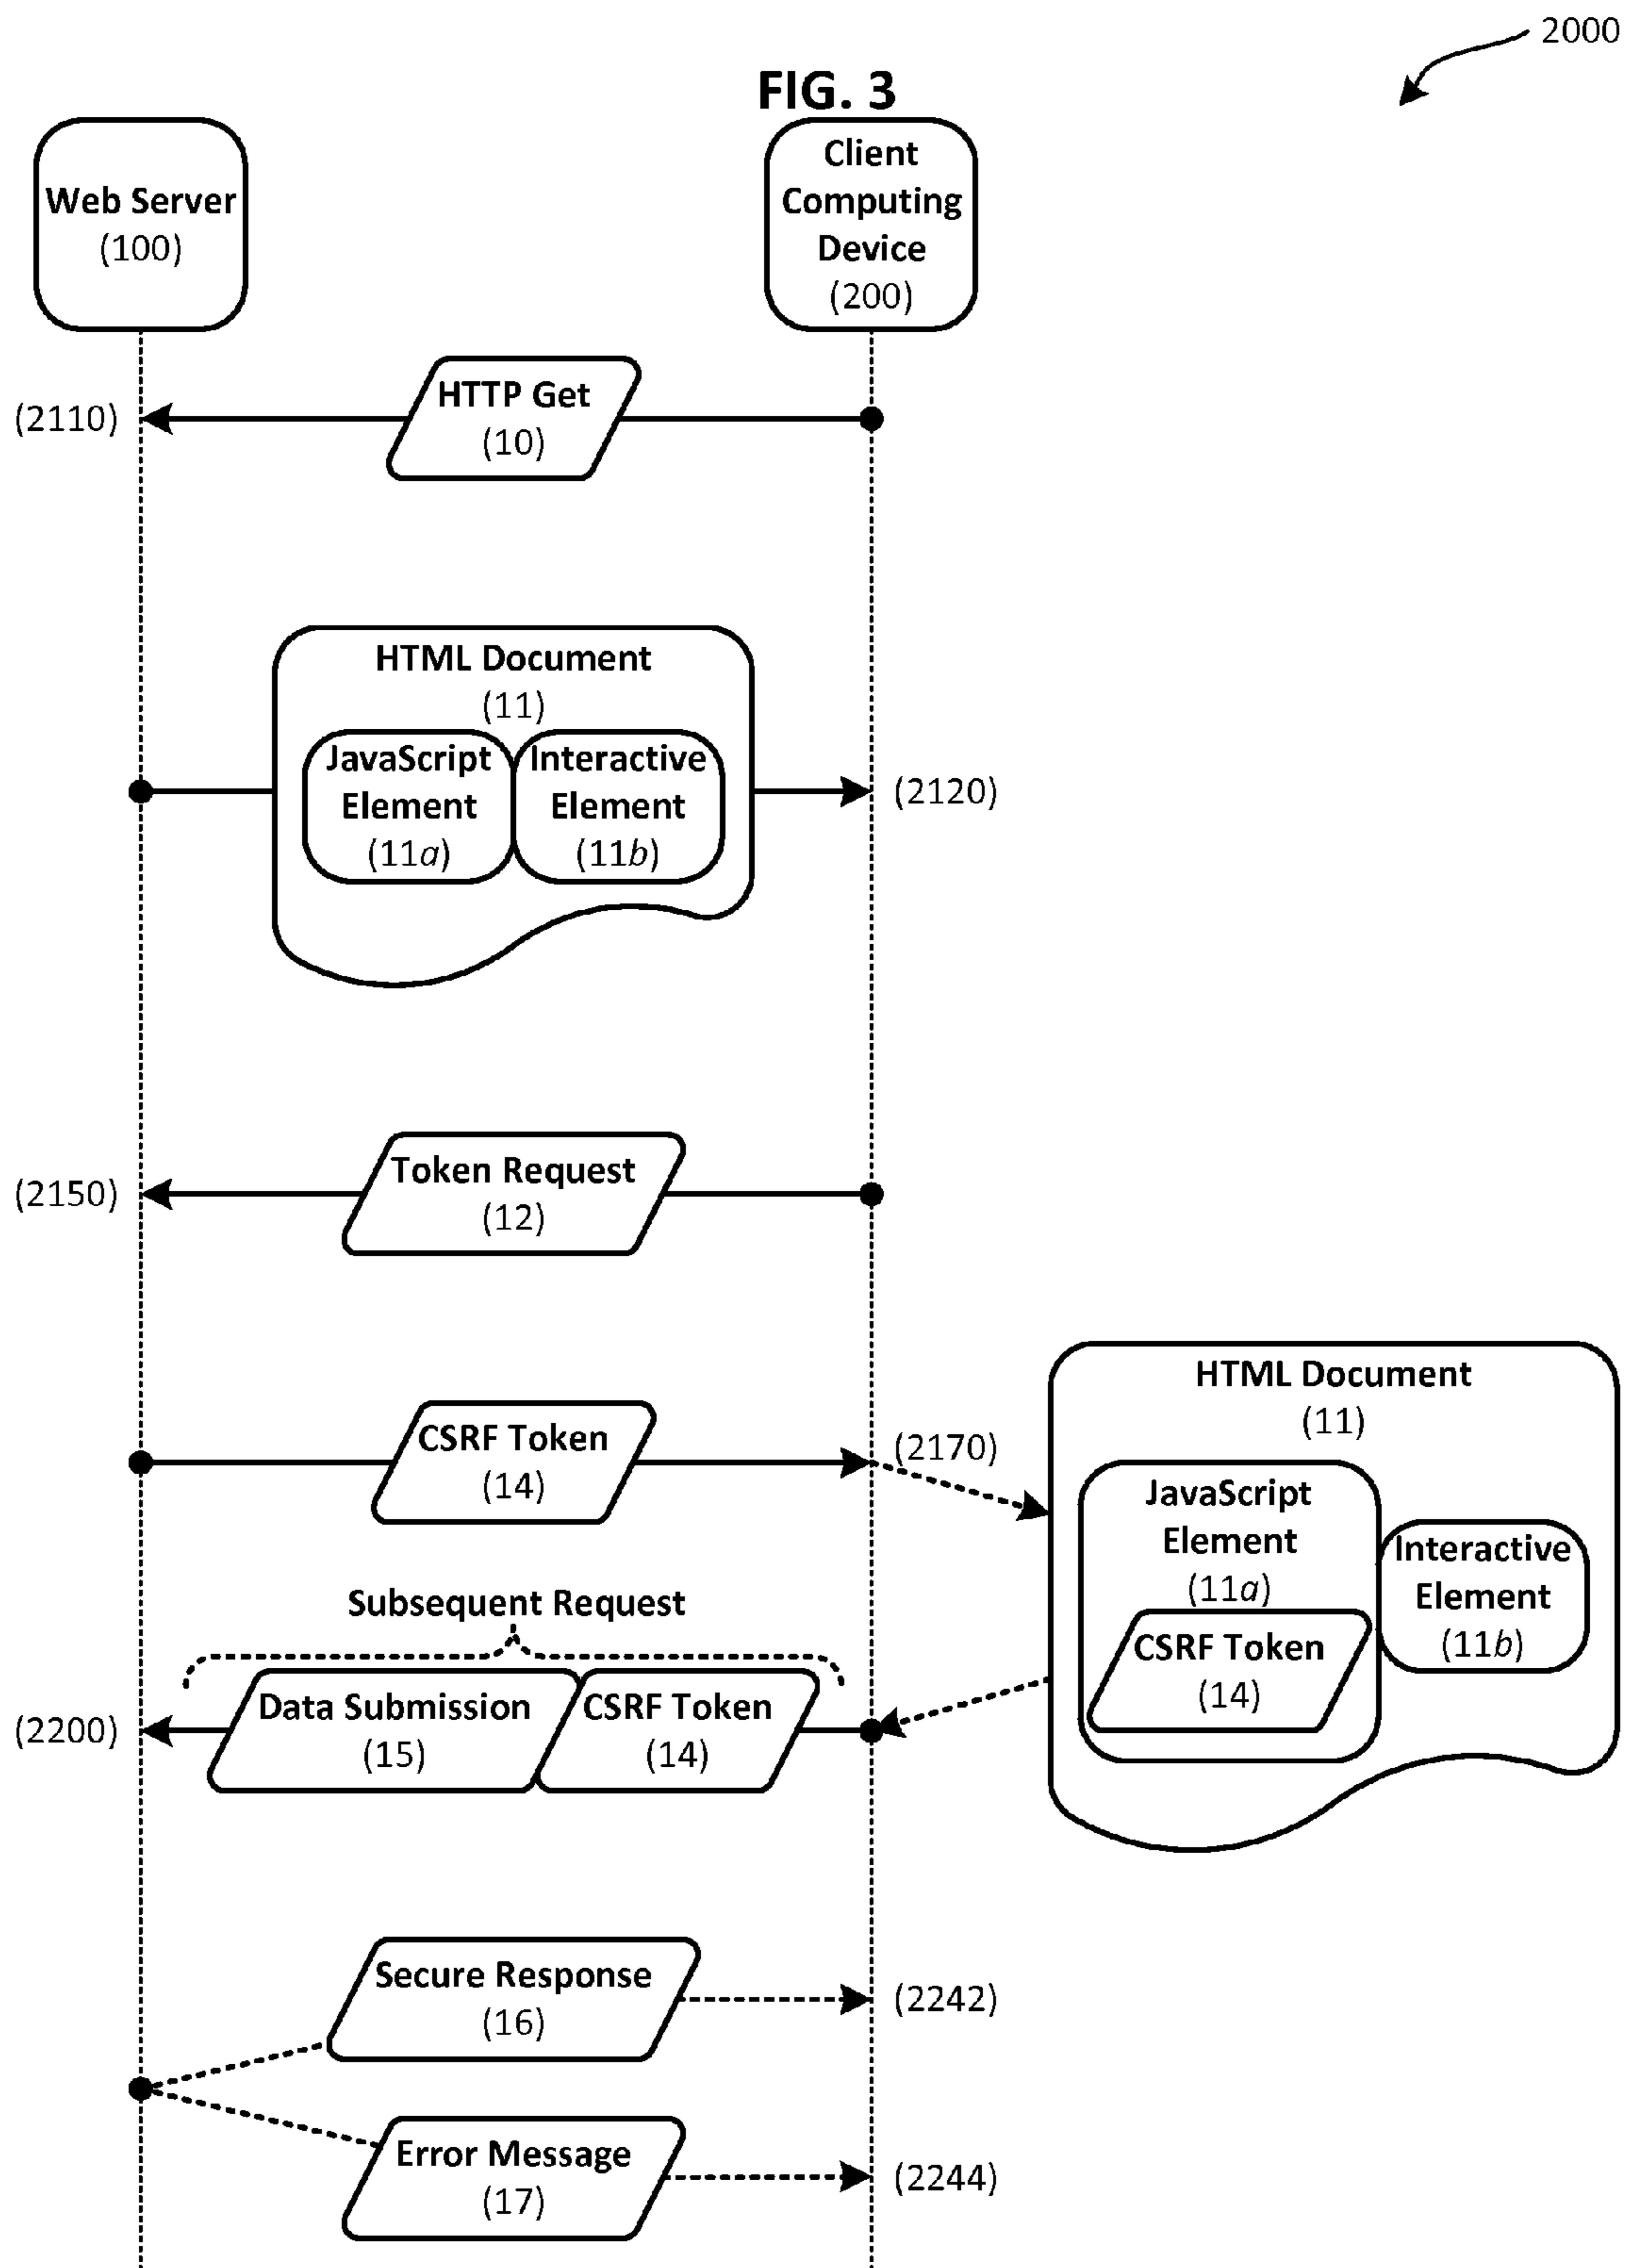 2000
FIG. 3
Web Server
(100)
Client
Computing
Device
(200)
HTTP Get
(10)
(2110)
HTML Document
(11)
JavaScript
Element
(11a)
Interactive
Element
(11b)
(2120)
Token Request
(12)
(2150)
CSRF Token
(14)
(2170)
HTML Document
(11)
JavaScript
Element
(11a)
CSRF Token
(14)
Interactive
Element
(11b)
Subsequent Request
Data Submission
(15)
CSRF Token
(14)
(2200)
Secure Response
(16)
(2242)
Error Message
(17)
(2244)